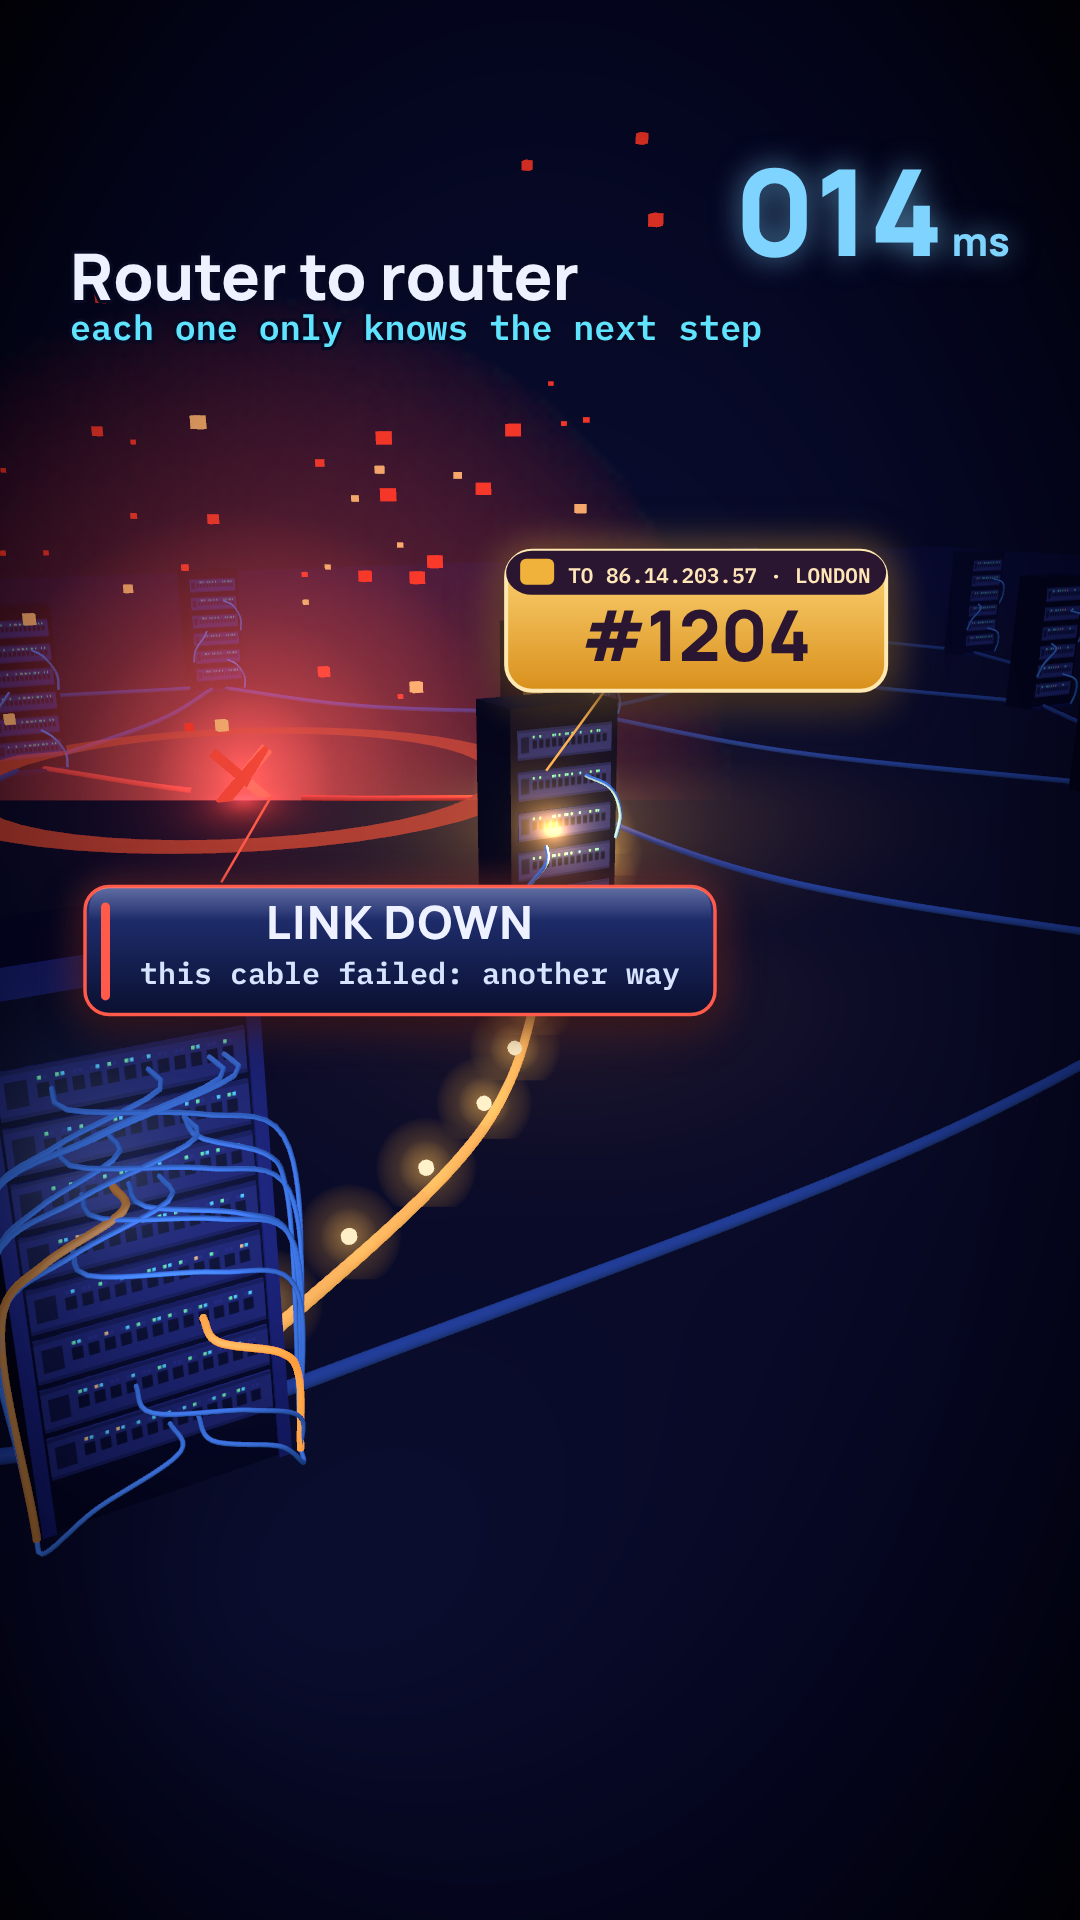 014 ms
Router to router
each one only knows the next step
TO 86.14.203.57 · LONDON
#1204
LINK DOWN
this cable failed: another way